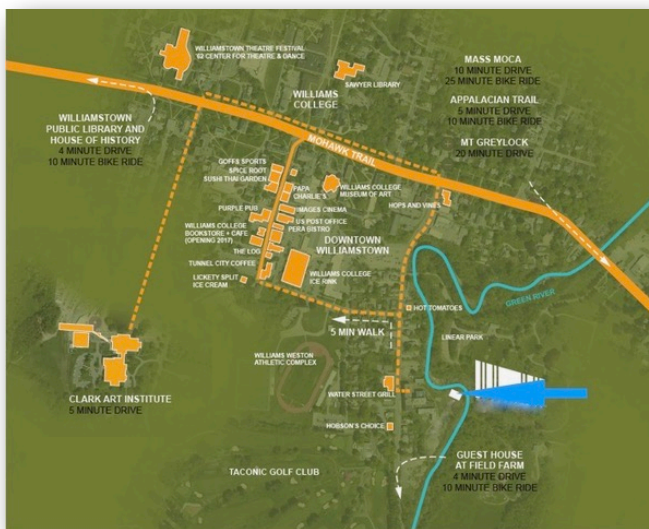 WILLIAMSTOWN THEATRE FESTIVAL
'62 CENTER FOR THEATRE & DANCE
SAWYER LIBRARY
WILLIAMS
COLLEGE
MASS MOCA
10 MINUTE DRIVE
25 MINUTE BIKE RIDE
APPALACIAN TRAIL
5 MINUTE DRIVE
10 MINUTE BIKE RIDE
MT GREYLOCK
20 MINUTE DRIVE
WILLIAMSTOWN
PUBLIC LIBRARY AND
HOUSE OF HISTORY
4 MINUTE DRIVE
10 MINUTE BIKE RIDE
MOHAWK TRAIL
GOFFS SPORTS
SPICE ROOT
SUSHI THAI GARDEN
PAPA
CHARLIE'S
WILLIAMS COLLEGE
MUSEUM OF ART
HOPS AND VINES
PURPLE PUB
IMAGES CINEMA
US POST OFFICE
PERA BISTRO
WILLIAMS COLLEGE
BOOKSTORE + CAFE
(OPENING 2017)
DOWNTOWN
WILLIAMSTOWN
THE LOG
TUNNEL CITY COFFEE
LICKETY SPLIT
ICE CREAM
WILLIAMS COLLEGE
ICE RINK
GREEN RIVER
HOT TOMATOES
5 MIN WALK
LINEAR PARK
WILLIAMS WESTON
ATHLETIC COMPLEX
CLARK ART INSTITUTE
5 MINUTE DRIVE
WATER STREET GRILL
HOBSON'S CHOICE
TACONIC GOLF CLUB
GUEST HOUSE
AT FIELD FARM
4 MINUTE DRIVE
10 MINUTE BIKE RIDE